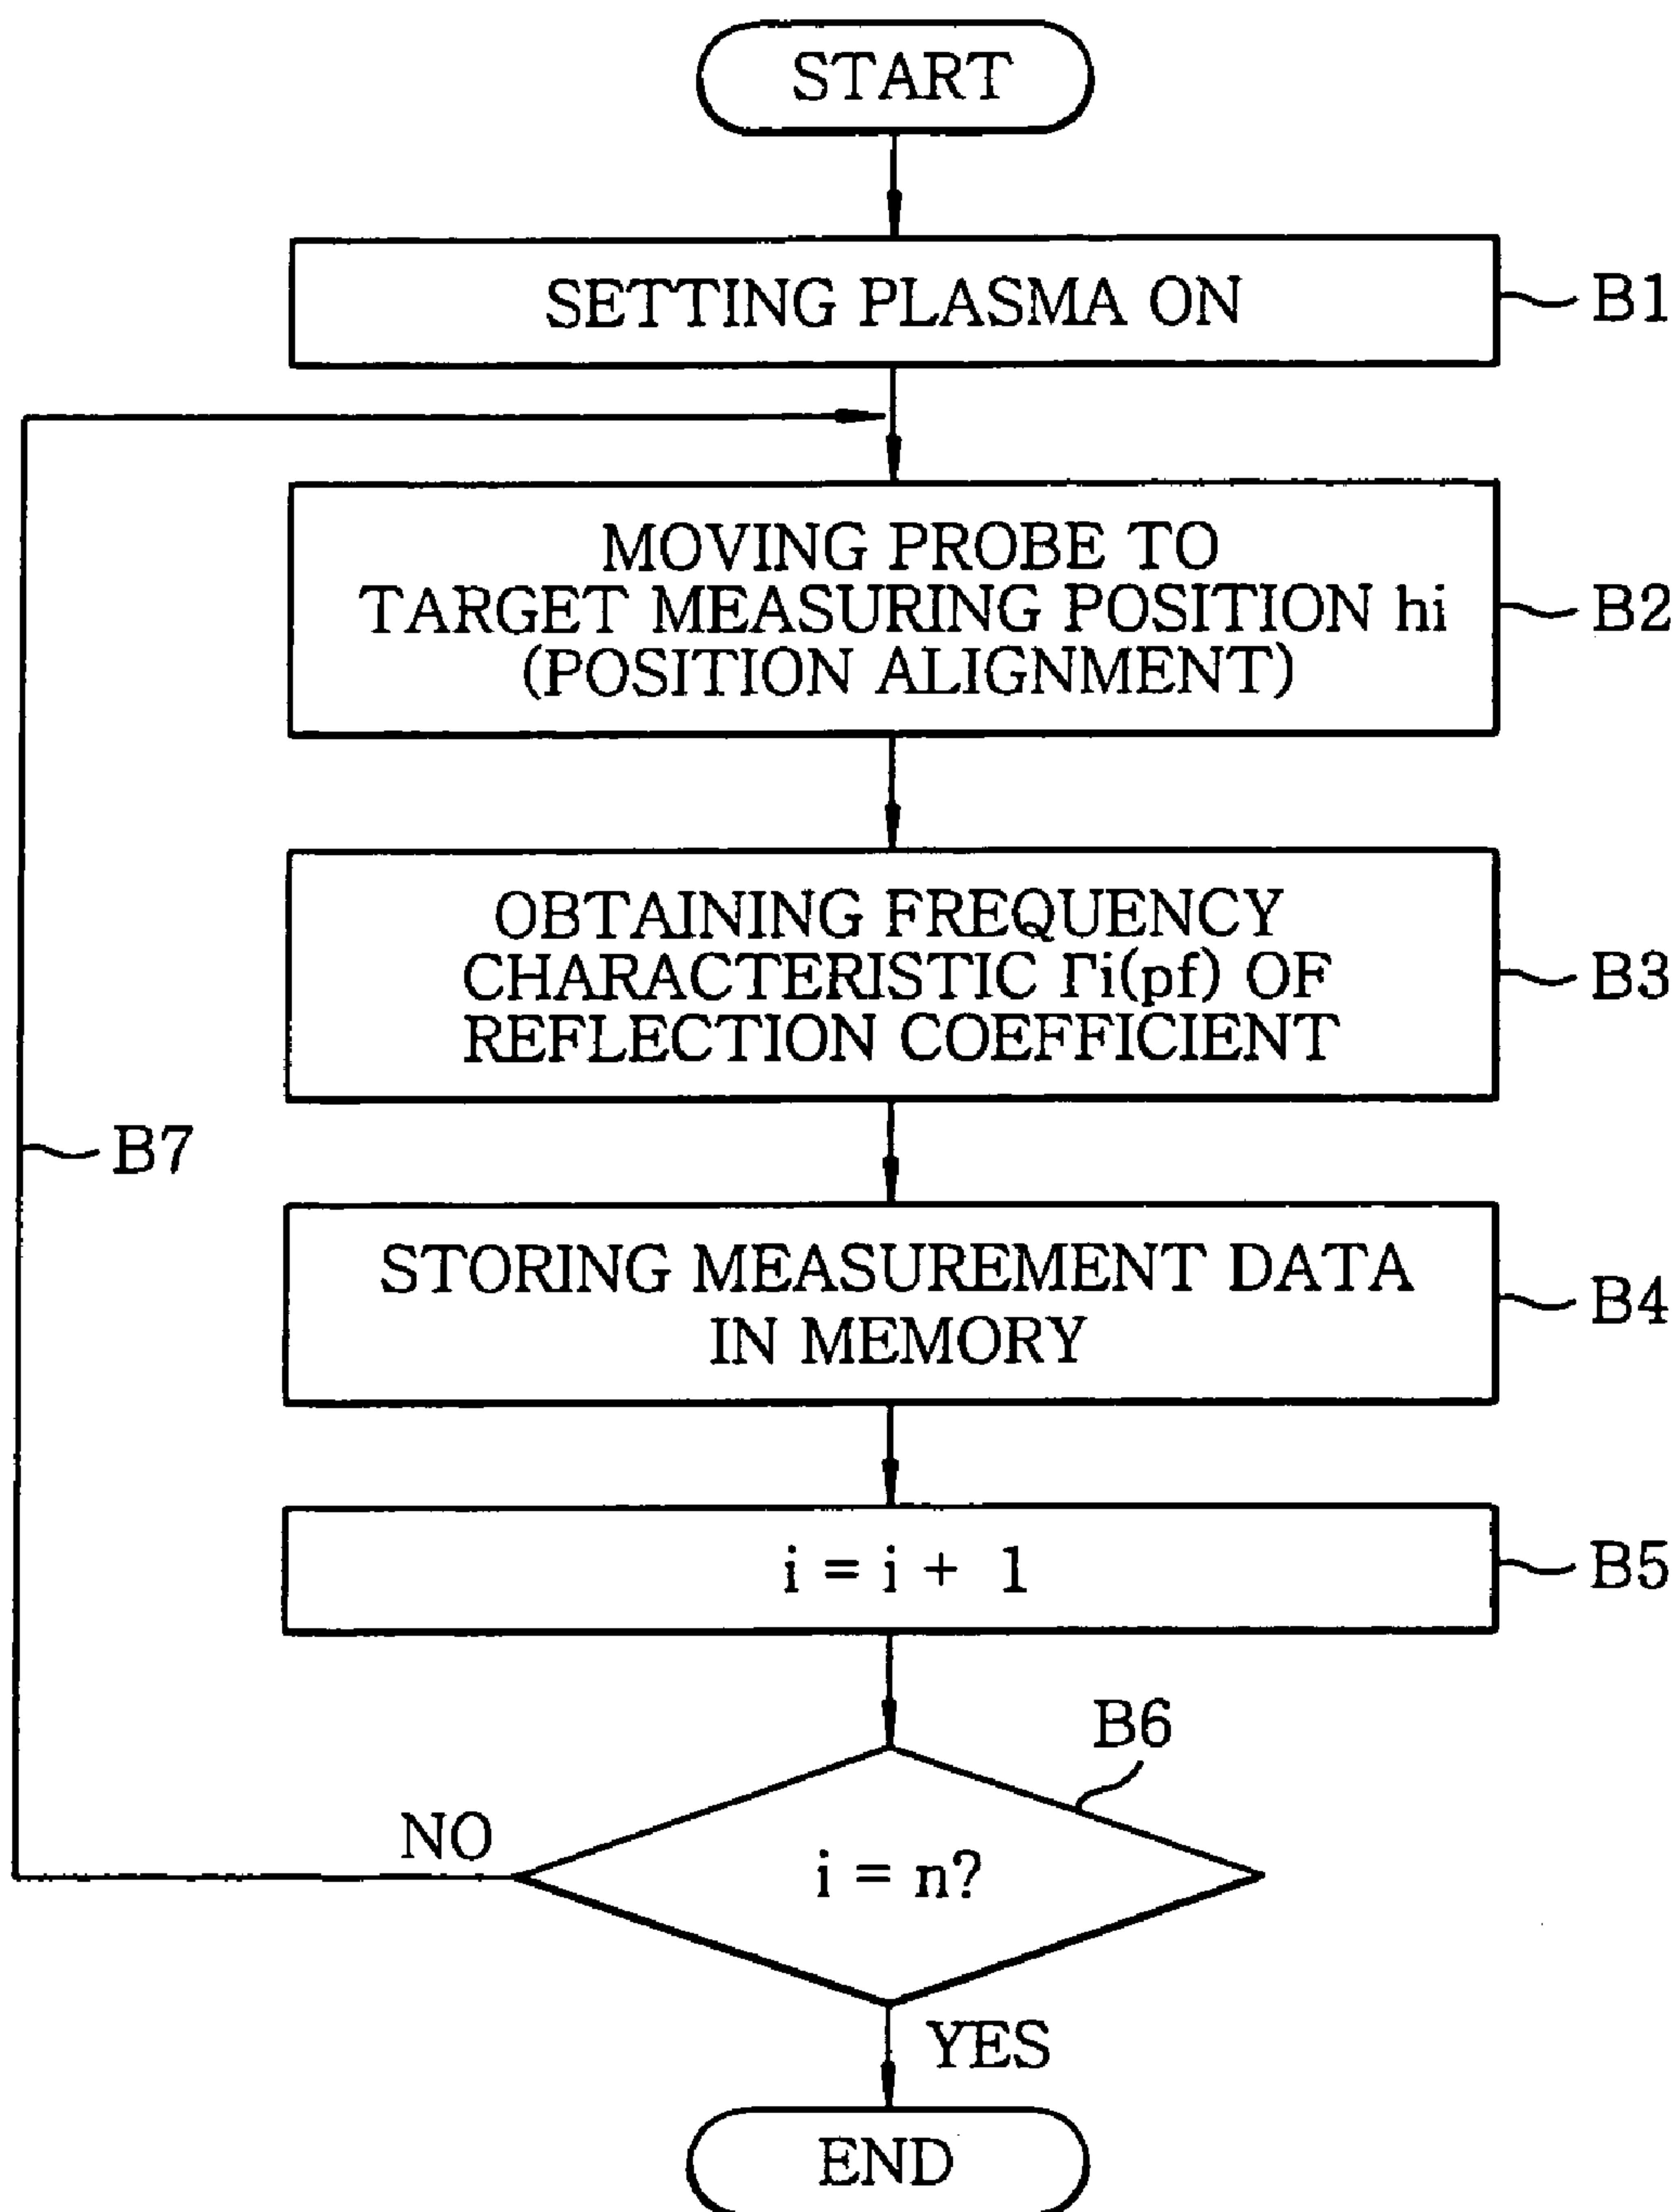 START
SETTING PLASMA ON
B1
MOVING PROBE TO
TARGET MEASURING POSITION hi
(POSITION ALIGNMENT)
B2
OBTAINING FREQUENCY
CHARACTERISTIC Γi(pf) OF
REFLECTION COEFFICIENT
B3
B7
STORING MEASUREMENT DATA
IN MEMORY
B4
i = i + 1
B5
B6
NO
i = n?
YES
END